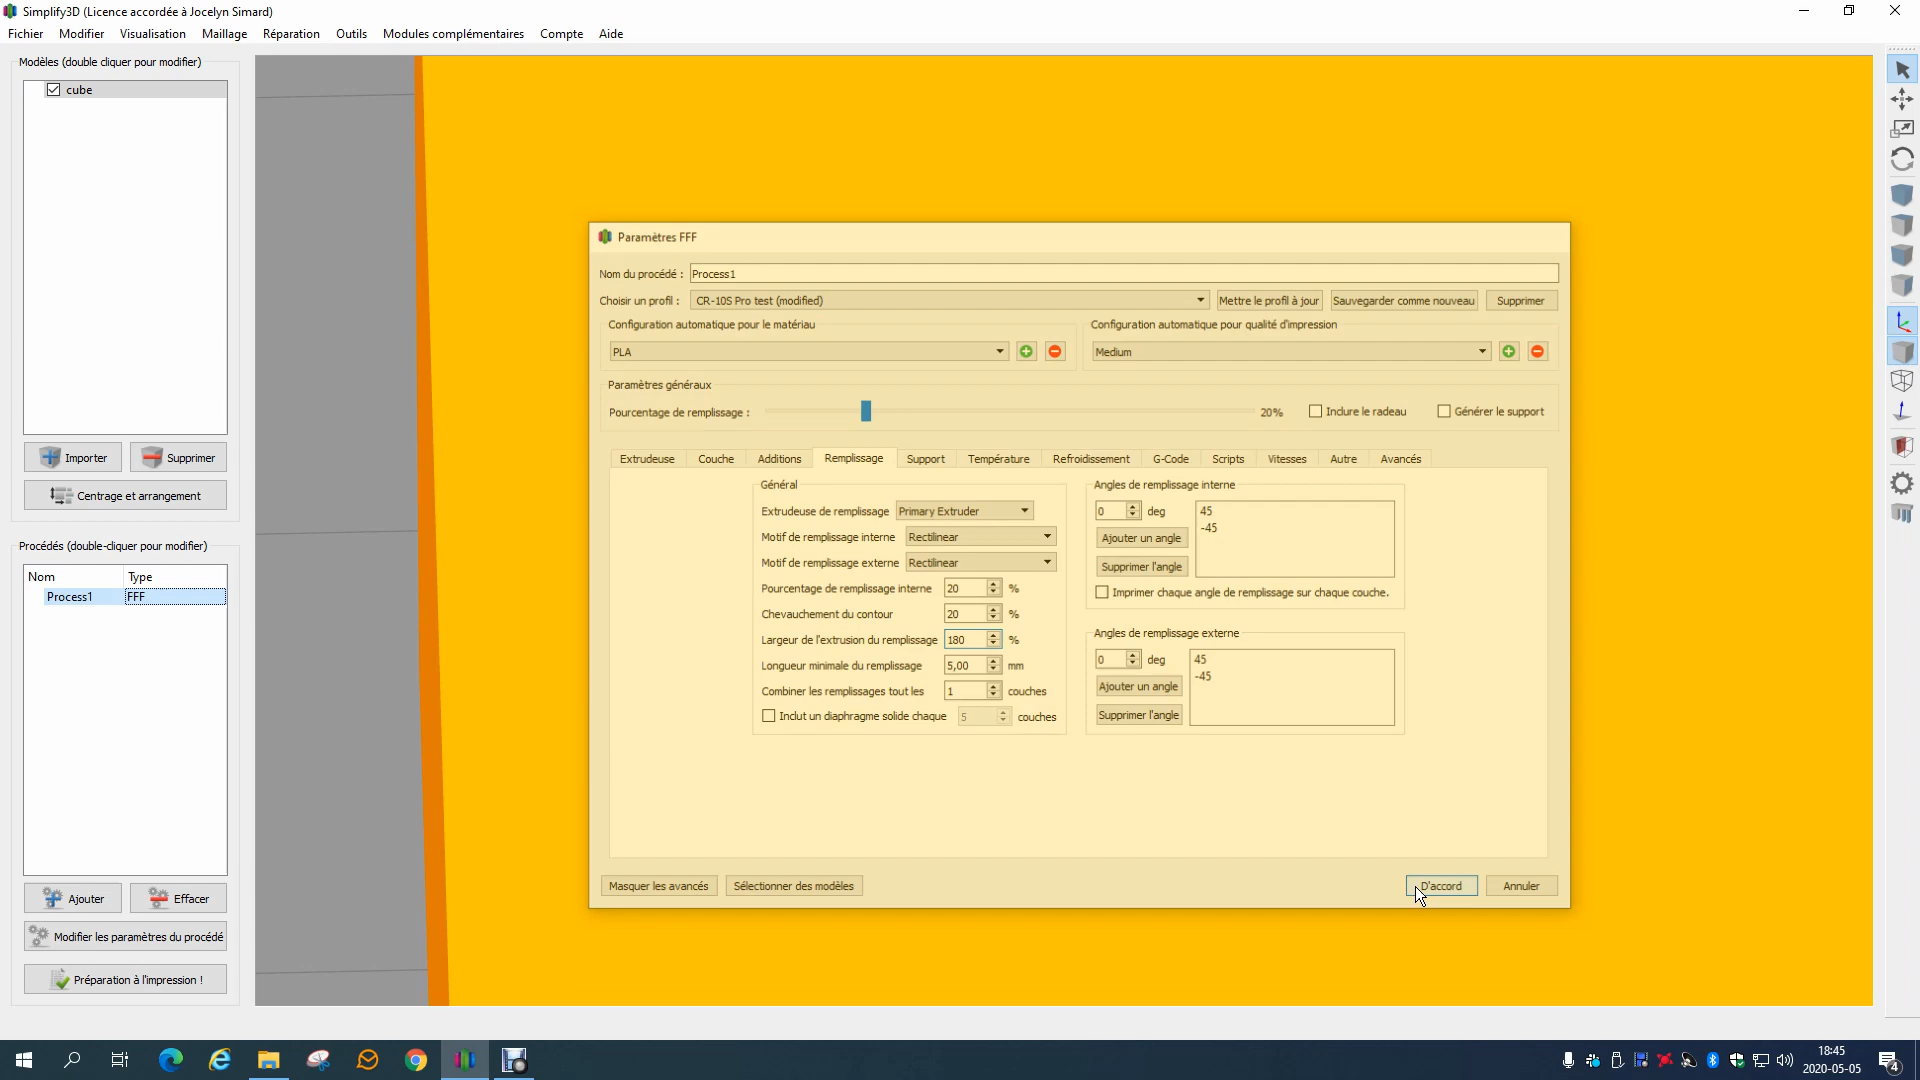 Simplify3D (Licence accordée à Jocelyn Simard)
Fichier Modifier Visualisation Maillage Réparation Outils Modules complémentaires Compte Aide
Modèles (double cliquer pour modifier)
cube
Importer Supprimer
Centrage et arrangement
Procédés (double-cliquer pour modifier)
Nom Type
Process1 FFF
Ajouter Effacer
Modifier les paramètres du procédé
Préparation à l'impression !
Paramètres FFF
Nom du procédé : Process1
Choisir un profil : CR-10S Pro test (modified) Mettre le profil à jour Sauvegarder comme nouveau Supprimer
Configuration automatique pour le matériau
PLA
Configuration automatique pour qualité d'impression
Medium
Paramètres généraux
Pourcentage de remplissage : 20% Inclure le radeau Générer le support
Extrudeuse Couche Additions Remplissage Support Température Refroidissement G-Code Scripts Vitesses Autre Avancés
Général
Extrudeuse de remplissage Primary Extruder
Motif de remplissage interne Rectilinear
Motif de remplissage externe Rectilinear
Pourcentage de remplissage interne 20 %
Chevauchement du contour 20 %
Largeur de l'extrusion du remplissage 180 %
Longueur minimale du remplissage 5,00 mm
Combiner les remplissages tout les 1 couches
Inclut un diaphragme solide chaque 5 couches
Angles de remplissage interne
0 deg
Ajouter un angle
Supprimer l'angle
45
-45
Imprimer chaque angle de remplissage sur chaque couche.
Angles de remplissage externe
0 deg
Ajouter un angle
Supprimer l'angle
45
-45
Masquer les avancés Sélectionner des modèles D'accord Annuler
18:45
2020-05-05
4